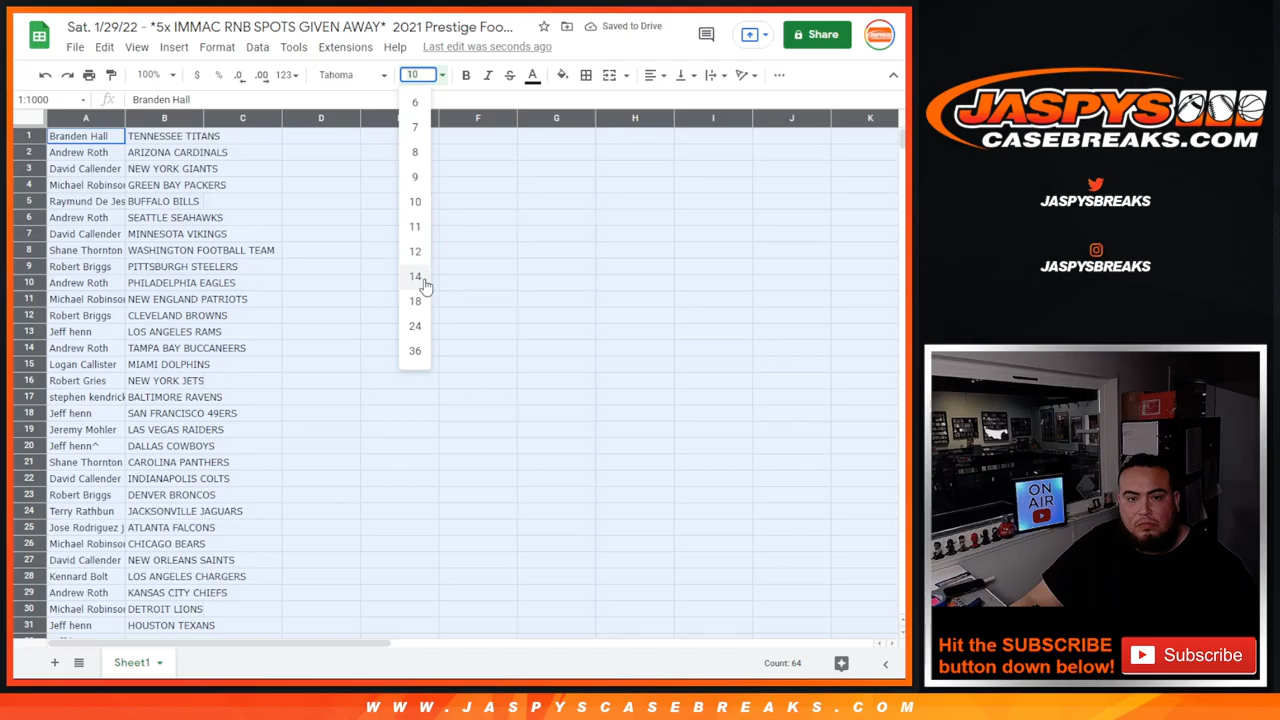 Sat. 1/29/22 - *5x IMMAC RNB SPOTS GIVEN AWAY* 2021 Prestige Foo...
Saved to Drive
Share
File Edit View Insert Format Data Tools Extensions Help Last edit was seconds ago
100% $ % .0 .00 123 Tahoma 10 B I S A
1:1000 fx Branden Hall
A B C D F G H I J K
1 Branden Hall TENNESSEE TITANS
2 Andrew Roth ARIZONA CARDINALS
3 David Callender NEW YORK GIANTS
4 Michael Robinso GREEN BAY PACKERS
5 Raymund De Jes BUFFALO BILLS
6 Andrew Roth SEATTLE SEAHAWKS
7 David Callender MINNESOTA VIKINGS
8 Shane Thornton WASHINGTON FOOTBALL TEAM
9 Robert Briggs PITTSBURGH STEELERS
10 Andrew Roth PHILADELPHIA EAGLES
11 Michael Robinso NEW ENGLAND PATRIOTS
12 Robert Briggs CLEVELAND BROWNS
13 Jeff henn LOS ANGELES RAMS
14 Andrew Roth TAMPA BAY BUCCANEERS
15 Logan Callister MIAMI DOLPHINS
16 Robert Gries NEW YORK JETS
17 stephen kendrick BALTIMORE RAVENS
18 Jeff henn SAN FRANCISCO 49ERS
19 Jeremy Mohler LAS VEGAS RAIDERS
20 Jeff henn^ DALLAS COWBOYS
21 Shane Thornton CAROLINA PANTHERS
22 David Callender INDIANAPOLIS COLTS
23 Robert Briggs DENVER BRONCOS
24 Terry Rathbun JACKSONVILLE JAGUARS
25 Jose Rodriguez j ATLANTA FALCONS
26 Michael Robinso CHICAGO BEARS
27 David Callender NEW ORLEANS SAINTS
28 Kennard Bolt LOS ANGELES CHARGERS
29 Andrew Roth KANSAS CITY CHIEFS
30 Michael Robinso DETROIT LIONS
31 Jeff henn HOUSTON TEXANS
6
7
8
9
10
11
12
14
18
24
36
Sheet1
Count: 64
JASPYS
CASEBREAKS.COM
JASPYSBREAKS
JASPYSBREAKS
ON
AIR
Hit the SUBSCRIBE
button down below!
Subscribe
WWW.JASPYSCASEBREAKS.COM